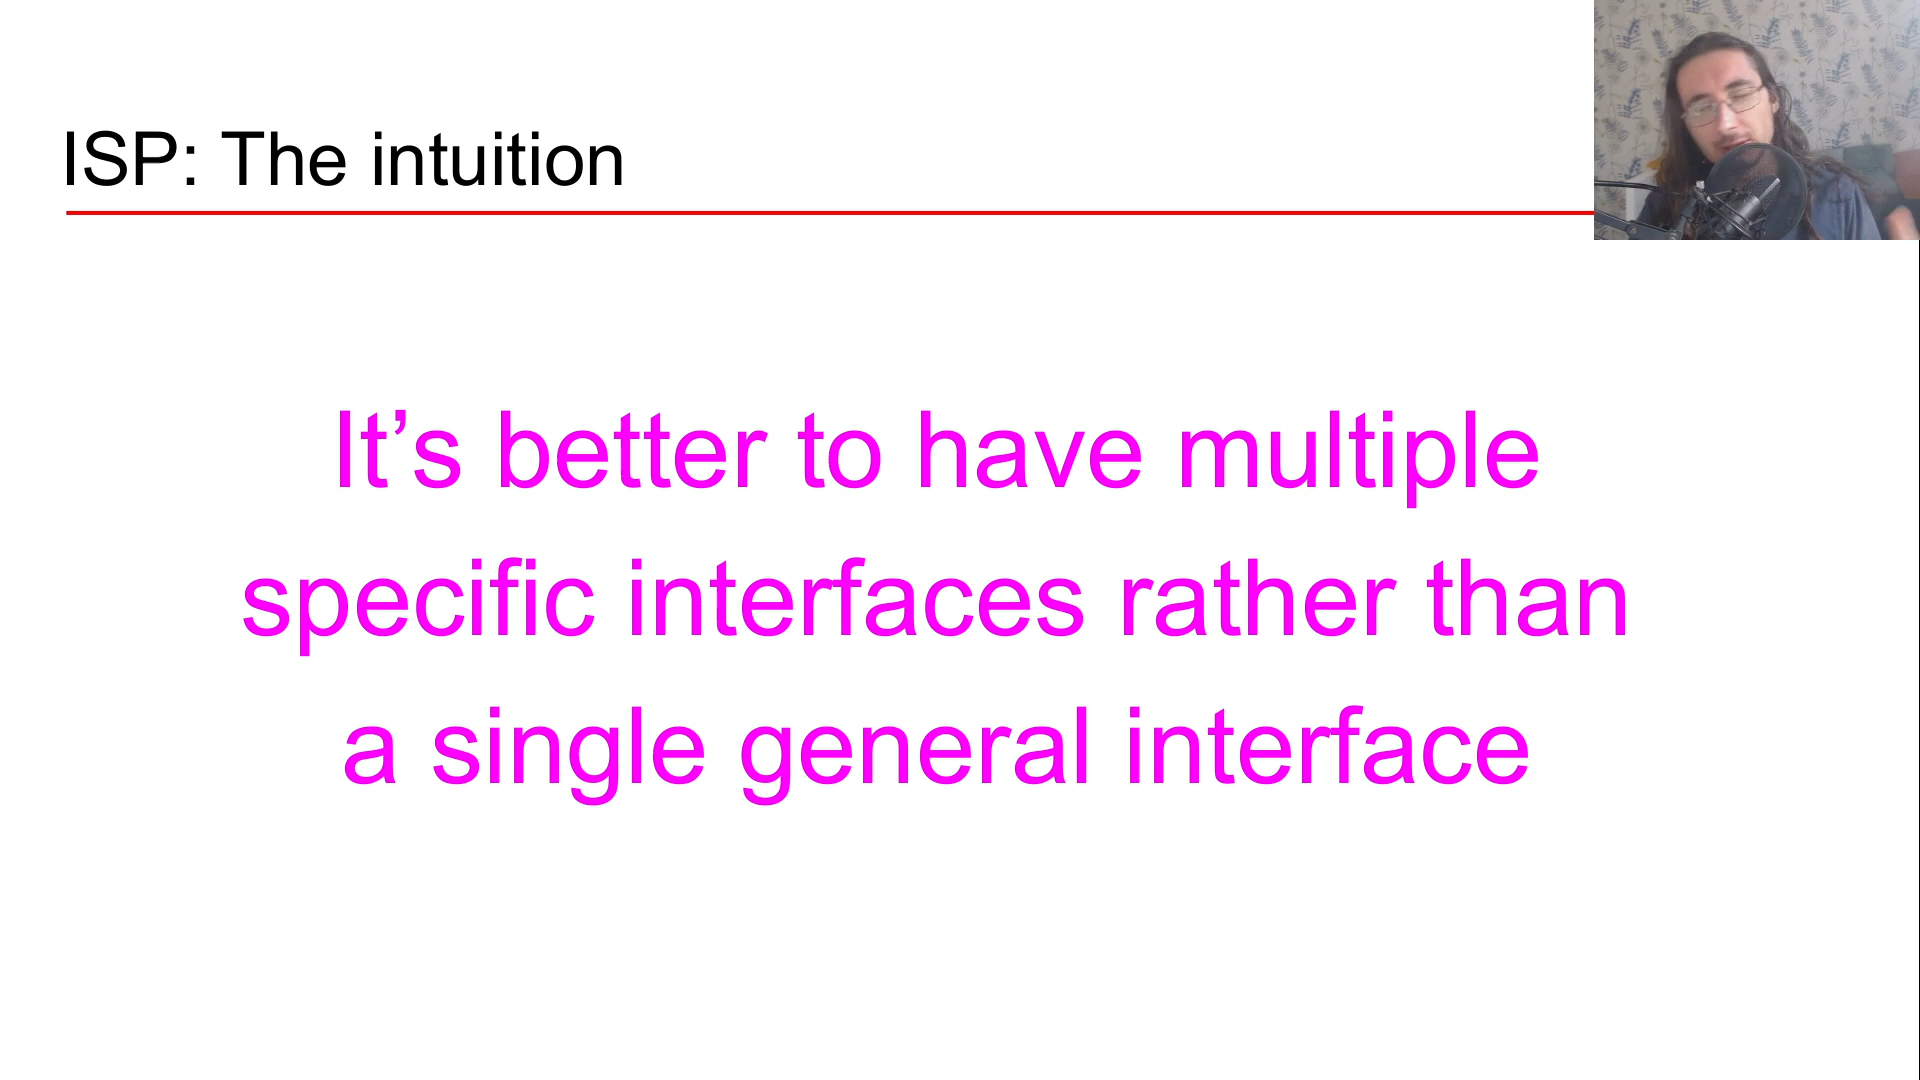 ISP: The intuition
It’s better to have multiple
specific interfaces rather than
a single general interface